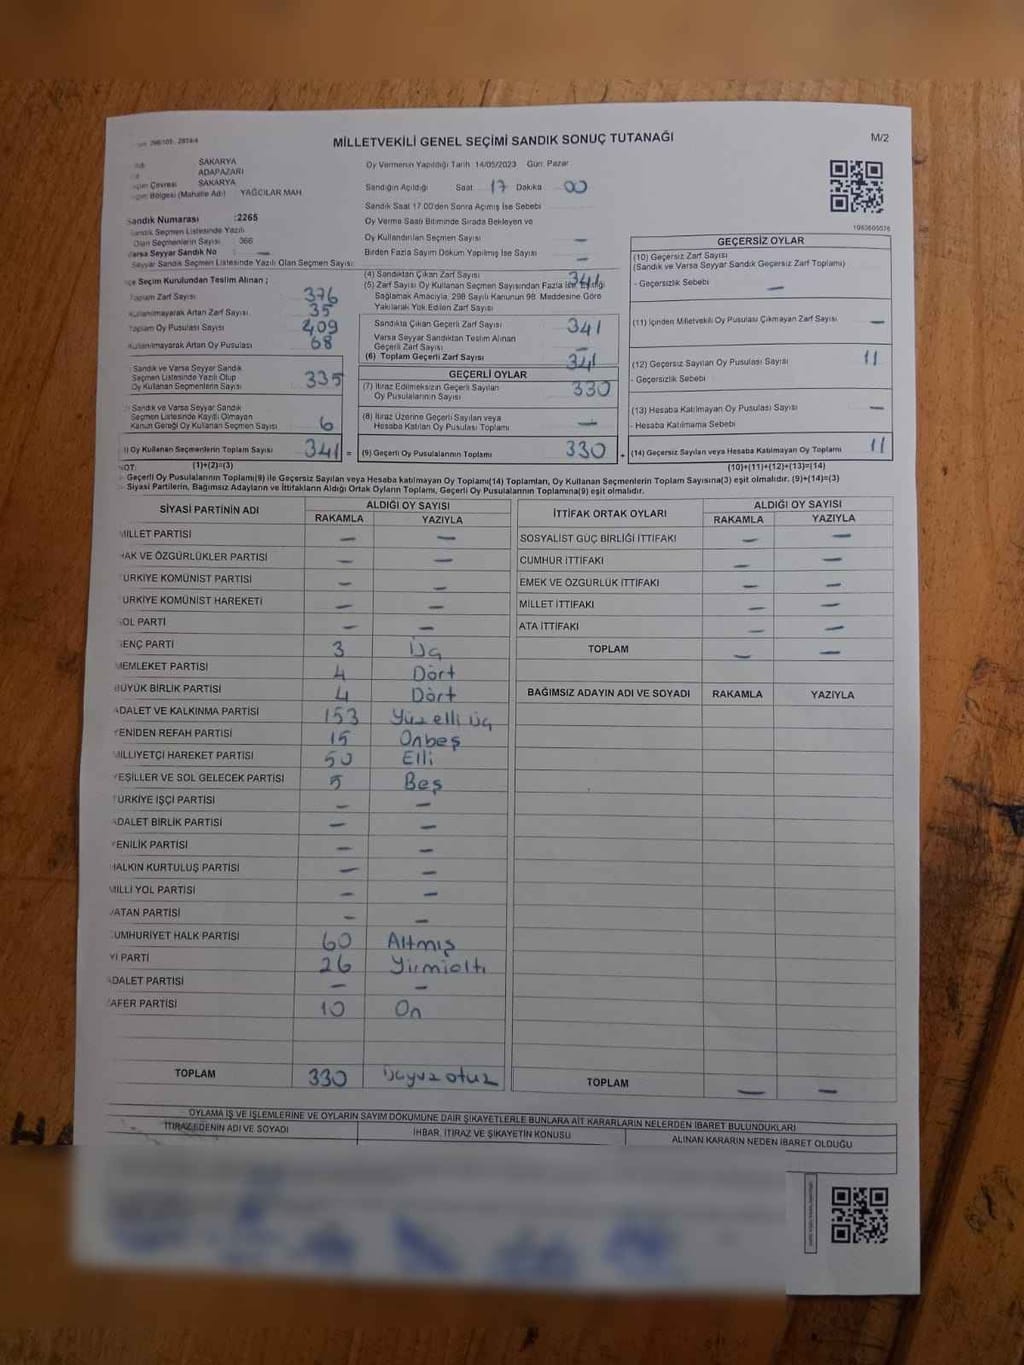 MİLLETVEKİLİ GENEL SEÇİMİ SANDIK SONUÇ TUTANAĞI
M/2
SAKARYA
ADAPAZARI
SAKARYA
Bölgesi (Mahalle Adı) YAĞCILAR MAH.
Oy Vermenin Yapıldığı Tarih 14/05/2023 Gün: Pazar
Sandığın Açıldığı Saat 17 Dakika 00
Sandık Saat 17.00'den Sonra Açımış İse Sebebi
Sandık Numarası :2265
Sandık Seçmen Listesinde Yazılı
Olan Seçmenlerin Sayısı 366
Varsa Seyyar Sandık No —
Seyyar Sandık Seçmen Listesinde Yazılı Olan Seçmen Sayısı:
Oy Verme Saati Bitiminde Sırada Bekleyen ve
Oy Kullandırılan Seçmen Sayısı —
Birden Fazla Sayım Döküm Yapılmış İse Sayısı —
Seçim Kurulundan Teslim Alınan ;
Toplam Zarf Sayısı 376
Kullanılmayarak Artan Zarf Sayısı 35
Toplam Oy Pusulası Sayısı 409
Kullanılmayarak Artan Oy Pusulası 68
Sandık ve Varsa Seyyar Sandık
Seçmen Listesinde Yazılı Olup
Oy Kullanan Seçmenlerin Sayısı 335
Sandık ve Varsa Seyyar Sandık
Seçmen Listesinde Kayıtlı Olmayan
Kanun Gereği Oy Kullanan Seçmen Sayısı 6
Oy Kullanan Seçmenlerin Toplam Sayısı 341 =
(4) Sandıktan Çıkan Zarf Sayısı 341
(5) Zarf Sayısı Oy Kullanan Seçmen Sayısından Fazla İse, Eşitliği
Sağlamak Amacıyla, 298 Sayılı Kanunun 98. Maddesine Göre
Yakılarak Yok Edilen Zarf Sayısı
Sandıkta Çıkan Geçerli Zarf Sayısı 341
Varsa Seyyar Sandıktan Teslim Alınan
Geçerli Zarf Sayısı —
(6) Toplam Geçerli Zarf Sayısı 341
GEÇERLİ OYLAR
(7) İtiraz Edilmeksizin Geçerli Sayılan
Oy Pusulalarının Sayısı 330
(8) İtiraz Üzerine Geçerli Sayılan veya
Hesaba Katılan Oy Pusulası Toplamı —
(9) Geçerli Oy Pusulalarının Toplamı 330 +
GEÇERSİZ OYLAR
(10) Geçersiz Zarf Sayısı
(Sandık ve Varsa Seyyar Sandık Geçersiz Zarf Toplamı)
- Geçersizlik Sebebi —
(11) İçinden Milletvekili Oy Pusulası Çıkmayan Zarf Sayısı —
(12) Geçersiz Sayılan Oy Pusulası Sayısı 11
- Geçersizlik Sebebi
(13) Hesaba Katılmayan Oy Pusulası Sayısı —
- Hesaba Katılmama Sebebi
(14) Geçersiz Sayılan veya Hesaba Katılmayan Oy Toplamı 11
NOT: (1)+(2)=(3) (10)+(11)+(12)+(13)=(14)
- Geçerli Oy Pusulalarının Toplamı(9) ile Geçersiz Sayılan veya Hesaba katılmayan Oy Toplamı(14) Toplamları, Oy Kullanan Seçmenlerin Toplam Sayısına(3) eşit olmalıdır. (9)+(14)=(3)
- Siyasi Partilerin, Bağımsız Adayların ve İttifakların Aldığı Ortak Oyların Toplamı, Geçerli Oy Pusulalarının Toplamına(9) eşit olmalıdır.
SİYASİ PARTİNİN ADI ALDIĞI OY SAYISI
RAKAMLA YAZIYLA
MİLLET PARTİSİ — —
HAK VE ÖZGÜRLÜKLER PARTİSİ — —
TÜRKİYE KOMÜNİST PARTİSİ — —
TÜRKİYE KOMÜNİST HAREKETİ — —
SOL PARTİ — —
GENÇ PARTİ 3 Üç
MEMLEKET PARTİSİ 4 Dört
BÜYÜK BİRLİK PARTİSİ 4 Dört
ADALET VE KALKINMA PARTİSİ 153 Yüz elli üç
YENİDEN REFAH PARTİSİ 15 Onbeş
MİLLİYETÇİ HAREKET PARTİSİ 50 Elli
YEŞİLLER VE SOL GELECEK PARTİSİ 5 Beş
TÜRKİYE İŞÇİ PARTİSİ — —
ADALET BİRLİK PARTİSİ — —
YENİLİK PARTİSİ — —
HALKIN KURTULUŞ PARTİSİ — —
MİLLİ YOL PARTİSİ — —
VATAN PARTİSİ — —
CUMHURİYET HALK PARTİSİ 60 Altmış
İYİ PARTİ 26 Yirmialtı
ADALET PARTİSİ — —
ZAFER PARTİSİ 10 On
TOPLAM 330 Üçyüz otuz
İTTİFAK ORTAK OYLARI ALDIĞI OY SAYISI
RAKAMLA YAZIYLA
SOSYALİST GÜÇ BİRLİĞİ İTTİFAKI — —
CUMHUR İTTİFAKI — —
EMEK VE ÖZGÜRLÜK İTTİFAKI — —
MİLLET İTTİFAKI — —
ATA İTTİFAKI — —
TOPLAM — —
BAĞIMSIZ ADAYIN ADI VE SOYADI RAKAMLA YAZIYLA
TOPLAM — —
OYLAMA İŞ VE İŞLEMLERİNE VE OYLARIN SAYIM DÖKÜMÜNE DAİR ŞİKAYETLERLE BUNLARA AİT KARARLARIN NELERDEN İBARET BULUNDUKLARI
İTİRAZ EDENİN ADI VE SOYADI İHBAR, İTİRAZ VE ŞİKAYETİN KONUSU ALINAN KARARIN NEDEN İBARET OLDUĞU